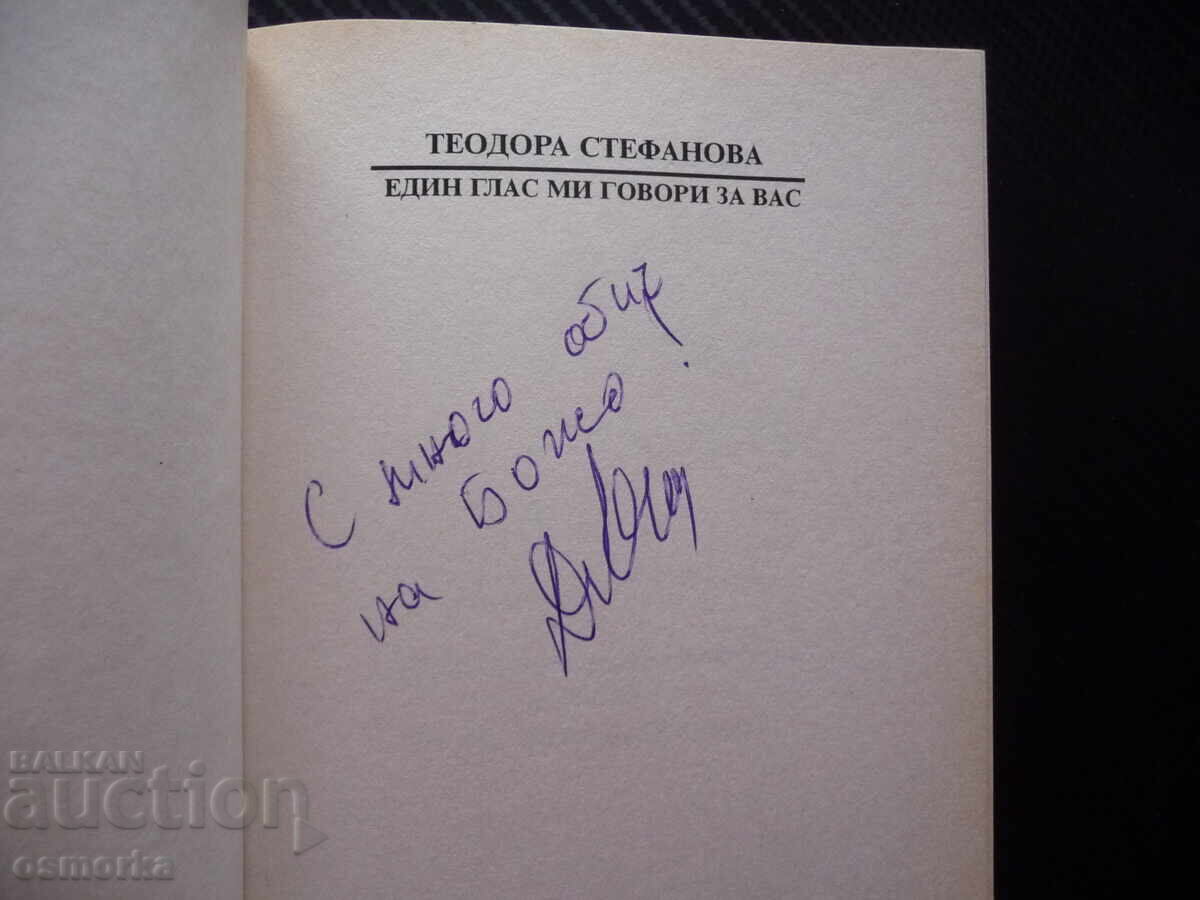 ТЕОДОРА СТЕФАНОВА
ЕДИН ГЛАС МИ ГОВОРИ ЗА ВАС
С много обич
на Божо!
BALKAN
auction
osmorka